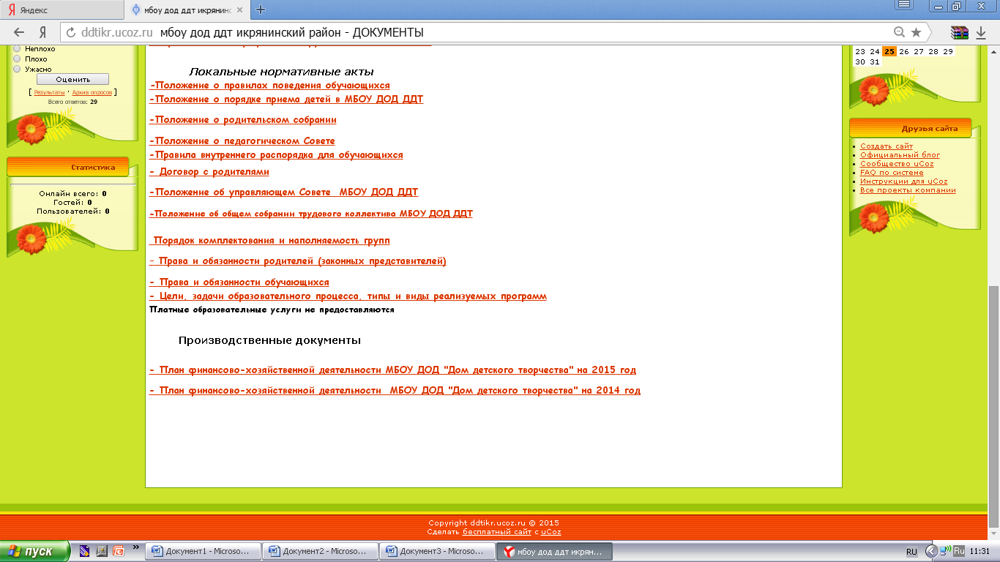 Яндекс
мбоу дод ддт икрянинс
ddtikr.ucoz.ru мбоу дод ддт икрянинский район - ДОКУМЕНТЫ
Неплохо
Плохо
Ужасно
Оценить
[ Результаты · Архив опросов ]
Всего ответов: 29
Статистика
Онлайн всего: 0
Гостей: 0
Пользователей: 0
Локальные нормативные акты
-Положение о правилах поведения обучающихся
-Положение о порядке приема детей в МБОУ ДОД ДДТ
-Положение о родительском собрании
-Положение о педагогическом Совете
-Правила внутреннего распорядка для обучающихся
- Договор с родителями
-Положение об управляющем Совете МБОУ ДОД ДДТ
-Положение об общем собрании трудового коллектива МБОУ ДОД ДДТ
Порядок комплектования и наполняемость групп
- Права и обязанности родителей (законных представителей)
- Права и обязанности обучающихся
- Цели, задачи образовательного процесса, типы и виды реализуемых программ
Платные образовательные услуги не предоставляются
Производственные документы
- План финансово-хозяйственной деятельности МБОУ ДОД "Дом детского творчества" на 2015 год
- План финансово-хозяйственной деятельности МБОУ ДОД "Дом детского творчества" на 2014 год
23 24 25 26 27 28 29
30 31
Друзья сайта
Создать сайт
Официальный блог
Сообщество uCoz
FAQ по системе
Инструкции для uCoz
Все проекты компании
Copyright ddtikr.ucoz.ru © 2015
Сделать бесплатный сайт с uCoz
пуск
Документ1 - Microso...
Документ2 - Microso...
Документ3 - Microso...
мбоу дод ддт икрян...
RU
Ru
11:31